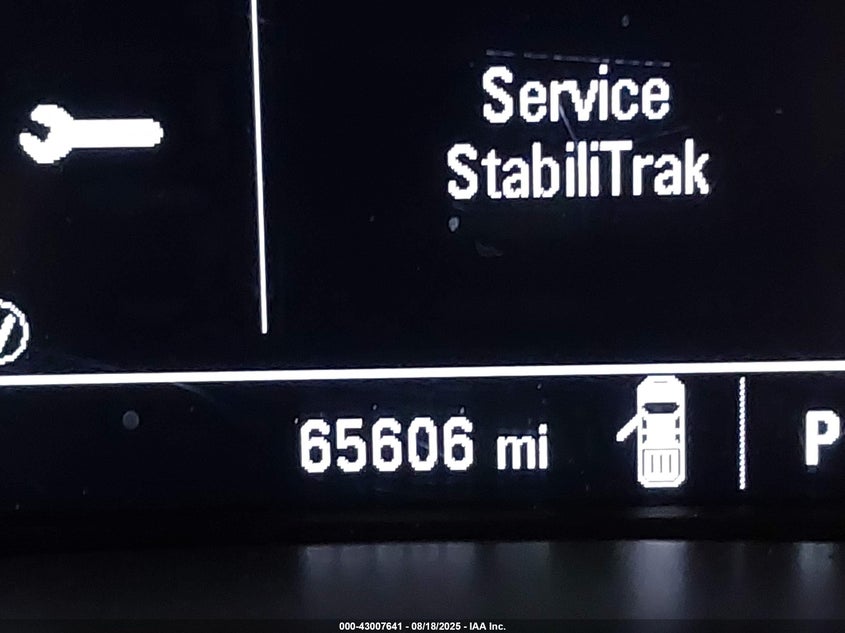 Service
StabiliTrak
65606 mi
P
000-43007641 - 08/18/2025 - IAA Inc.